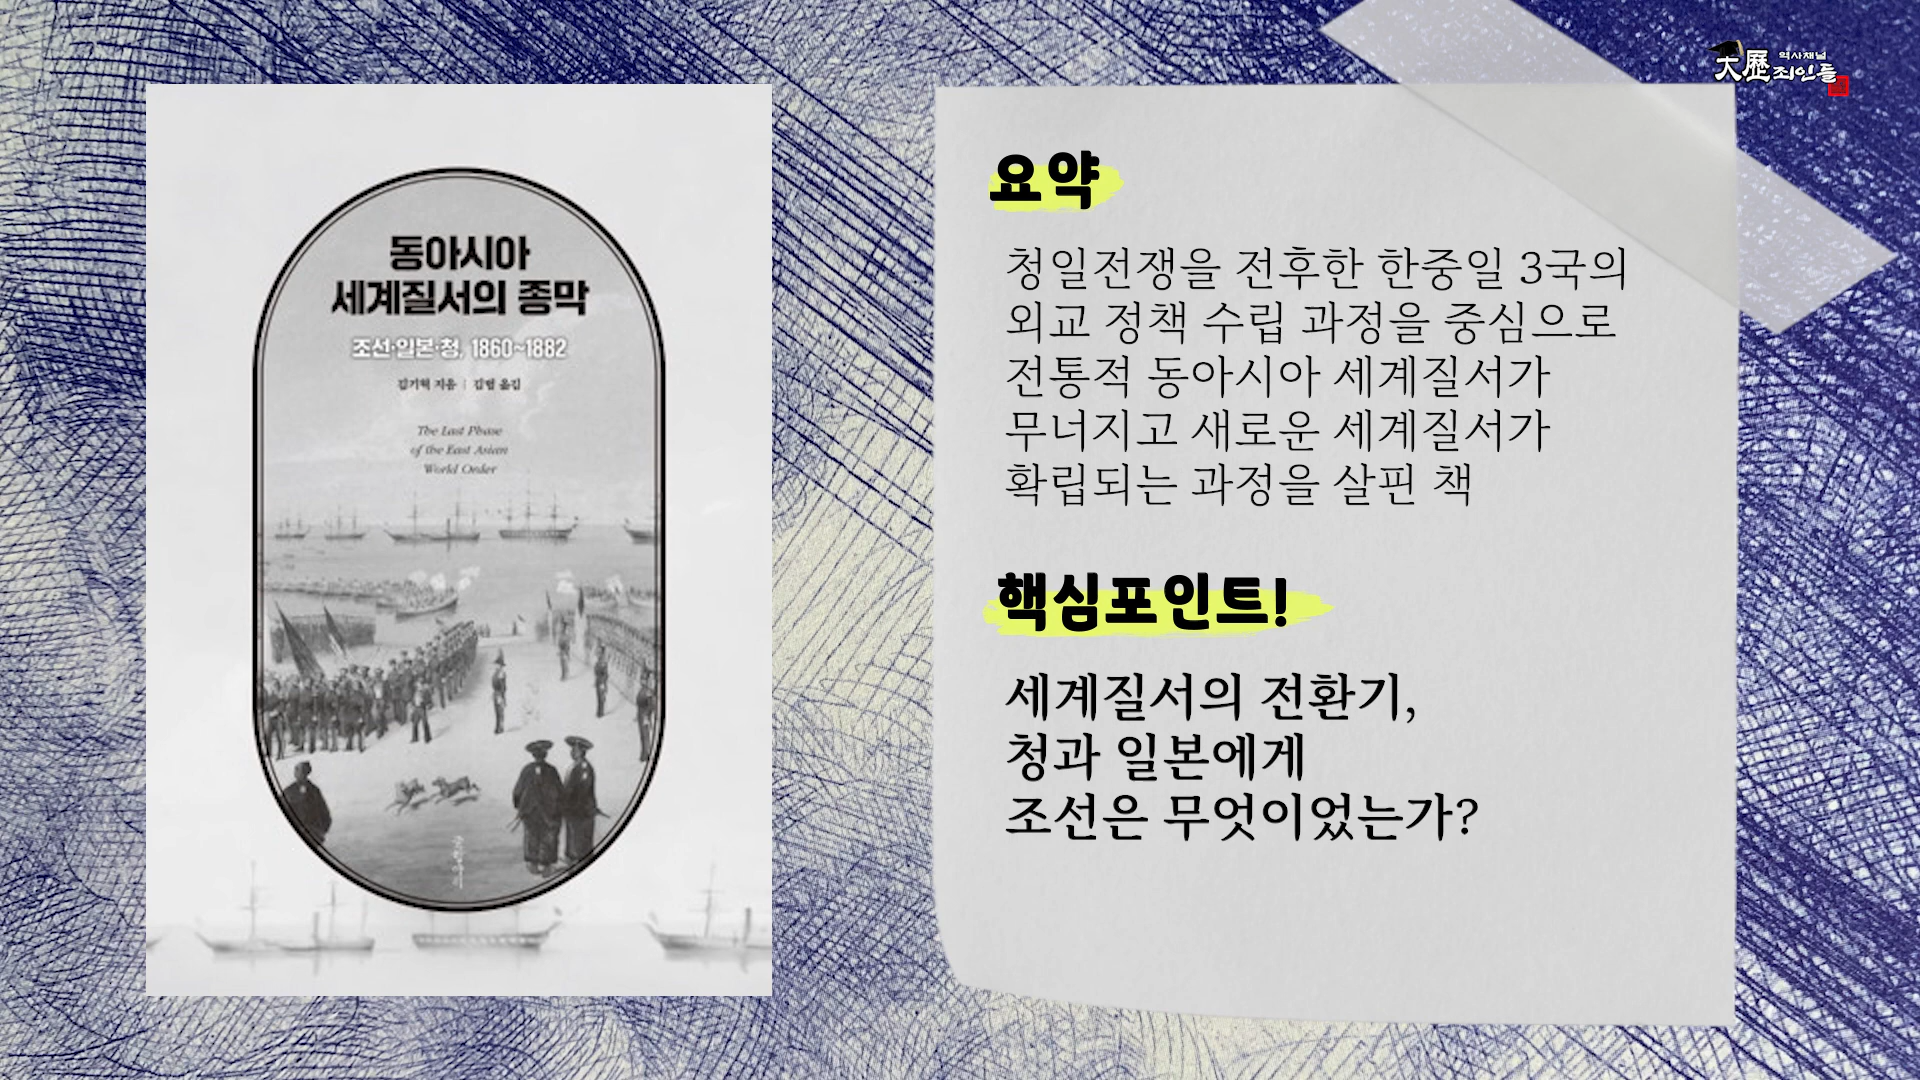 동아시아
세계질서의 종막
조선·일본·청, 1860~1882
김기혁 지음 | 김범 옮김
The Last Phase
of the East Asian
World Order
글항아리
大歷 역사채널
죄인들
요약
청일전쟁을 전후한 한중일 3국의
외교 정책 수립 과정을 중심으로
전통적 동아시아 세계질서가
무너지고 새로운 세계질서가
확립되는 과정을 살핀 책
핵심포인트!
세계질서의 전환기,
청과 일본에게
조선은 무엇이었는가?